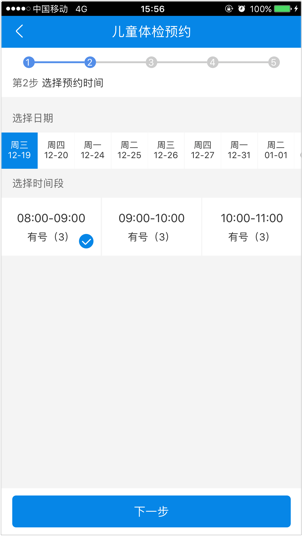 中国移动 4G 15:56 100%
儿童体检预约
1 2 3 4 5
第2步 选择预约时间
选择日期
周三 周四 周一 周二 周三 周四 周一 周二
12-19 12-20 12-24 12-25 12-26 12-27 12-31 01-01
选择时间段
08:00-09:00 09:00-10:00 10:00-11:00
有号（3） 有号（3） 有号（3）
下一步